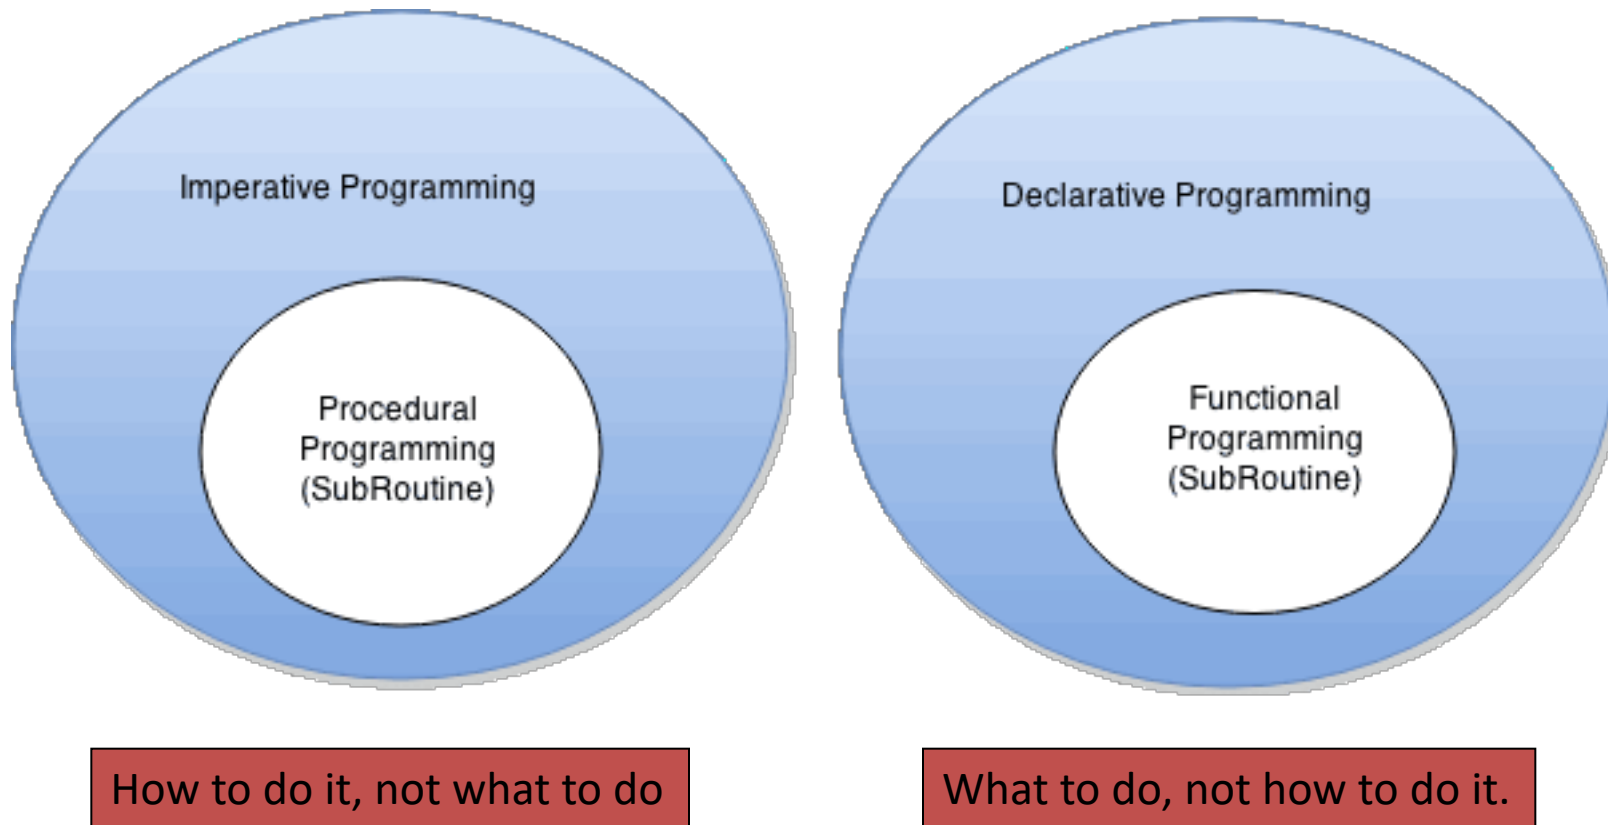 Imperative Programming
Procedural
Programming
(SubRoutine)
How to do it, not what to do
Declarative Programming
Functional
Programming
(SubRoutine)
What to do, not how to do it.